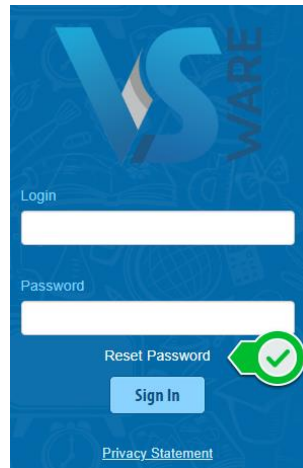 VS
WARE
Login
Password
Reset Password
Sign In
Privacy Statement